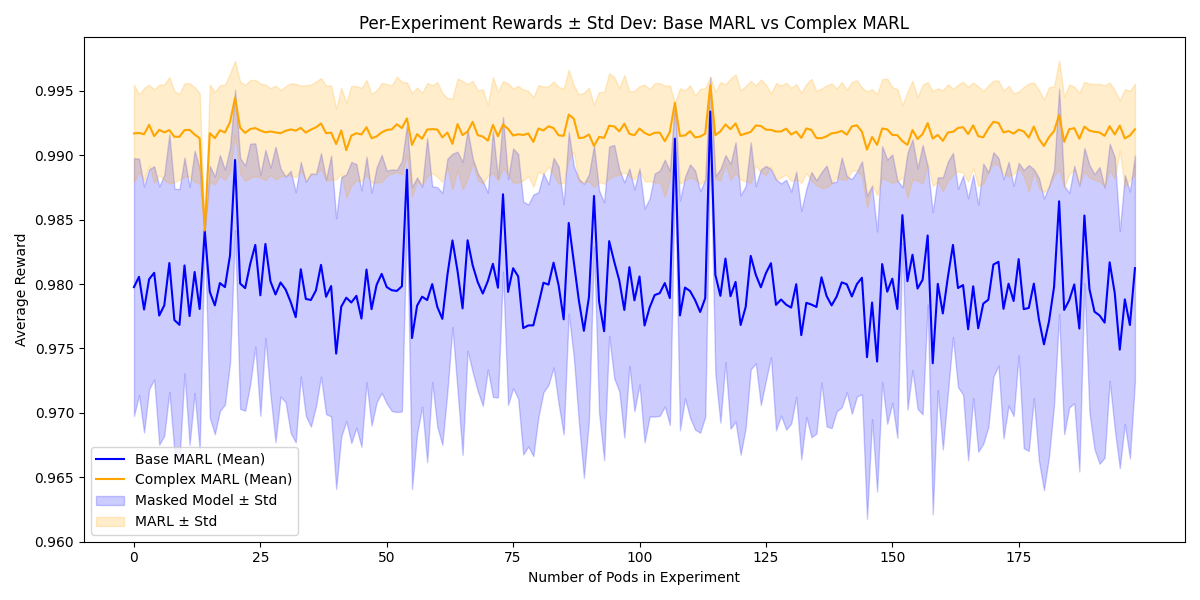 Per-Experiment Rewards ± Std Dev: Base MARL vs Complex MARL
Average Reward
0.995
0.990
0.985
0.980
0.975
0.970
0.965
0.960
Base MARL (Mean)
Complex MARL (Mean)
Masked Model ± Std
MARL ± Std
0 25 50 75 100 125 150 175
Number of Pods in Experiment